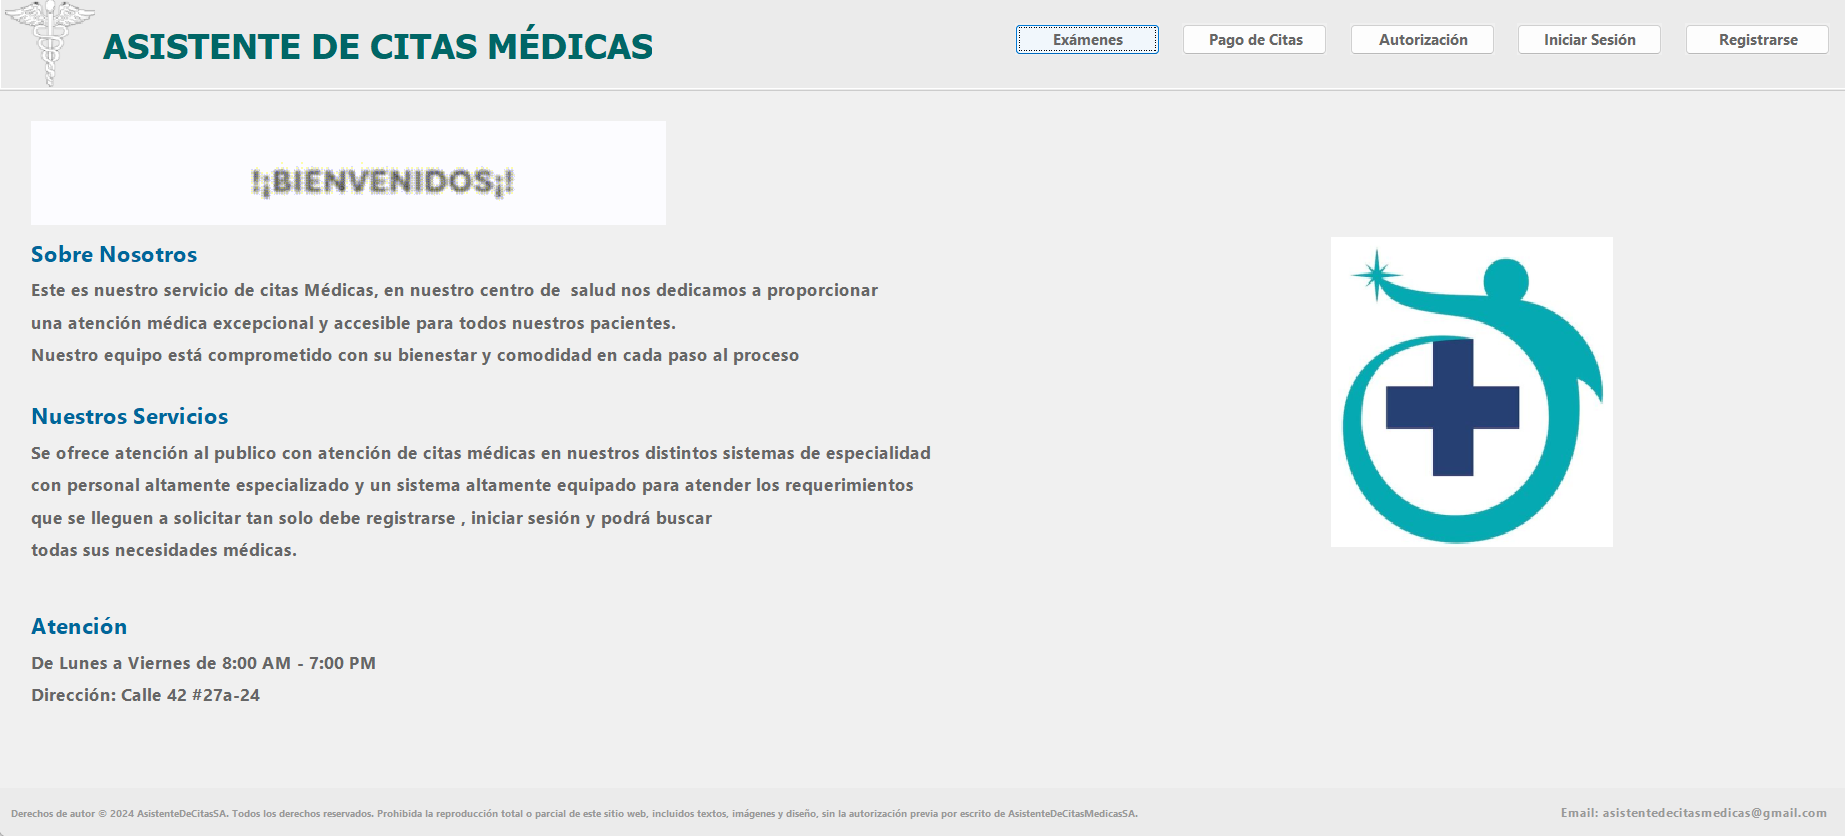 ASISTENTE DE CITAS MÉDICAS
Exámenes
Pago de Citas
Autorización
Iniciar Sesión
Registrarse
!¡BIENVENIDOS¡!
Sobre Nosotros
Este es nuestro servicio de citas Médicas, en nuestro centro de  salud nos dedicamos a proporcionar
una atención médica excepcional y accesible para todos nuestros pacientes.
Nuestro equipo está comprometido con su bienestar y comodidad en cada paso al proceso
Nuestros Servicios
Se ofrece atención al publico con atención de citas médicas en nuestros distintos sistemas de especialidad
con personal altamente especializado y un sistema altamente equipado para atender los requerimientos
que se lleguen a solicitar tan solo debe registrarse , iniciar sesión y podrá buscar
todas sus necesidades médicas.
Atención
De Lunes a Viernes de 8:00 AM - 7:00 PM
Dirección: Calle 42 #27a-24
Derechos de autor © 2024 AsistenteDeCitasSA. Todos los derechos reservados. Prohibida la reproducción total o parcial de este sitio web, incluidos textos, imágenes y diseño, sin la autorización previa por escrito de AsistenteDeCitasMedicasSA.
Email: asistentedecitasmedicas@gmail.com